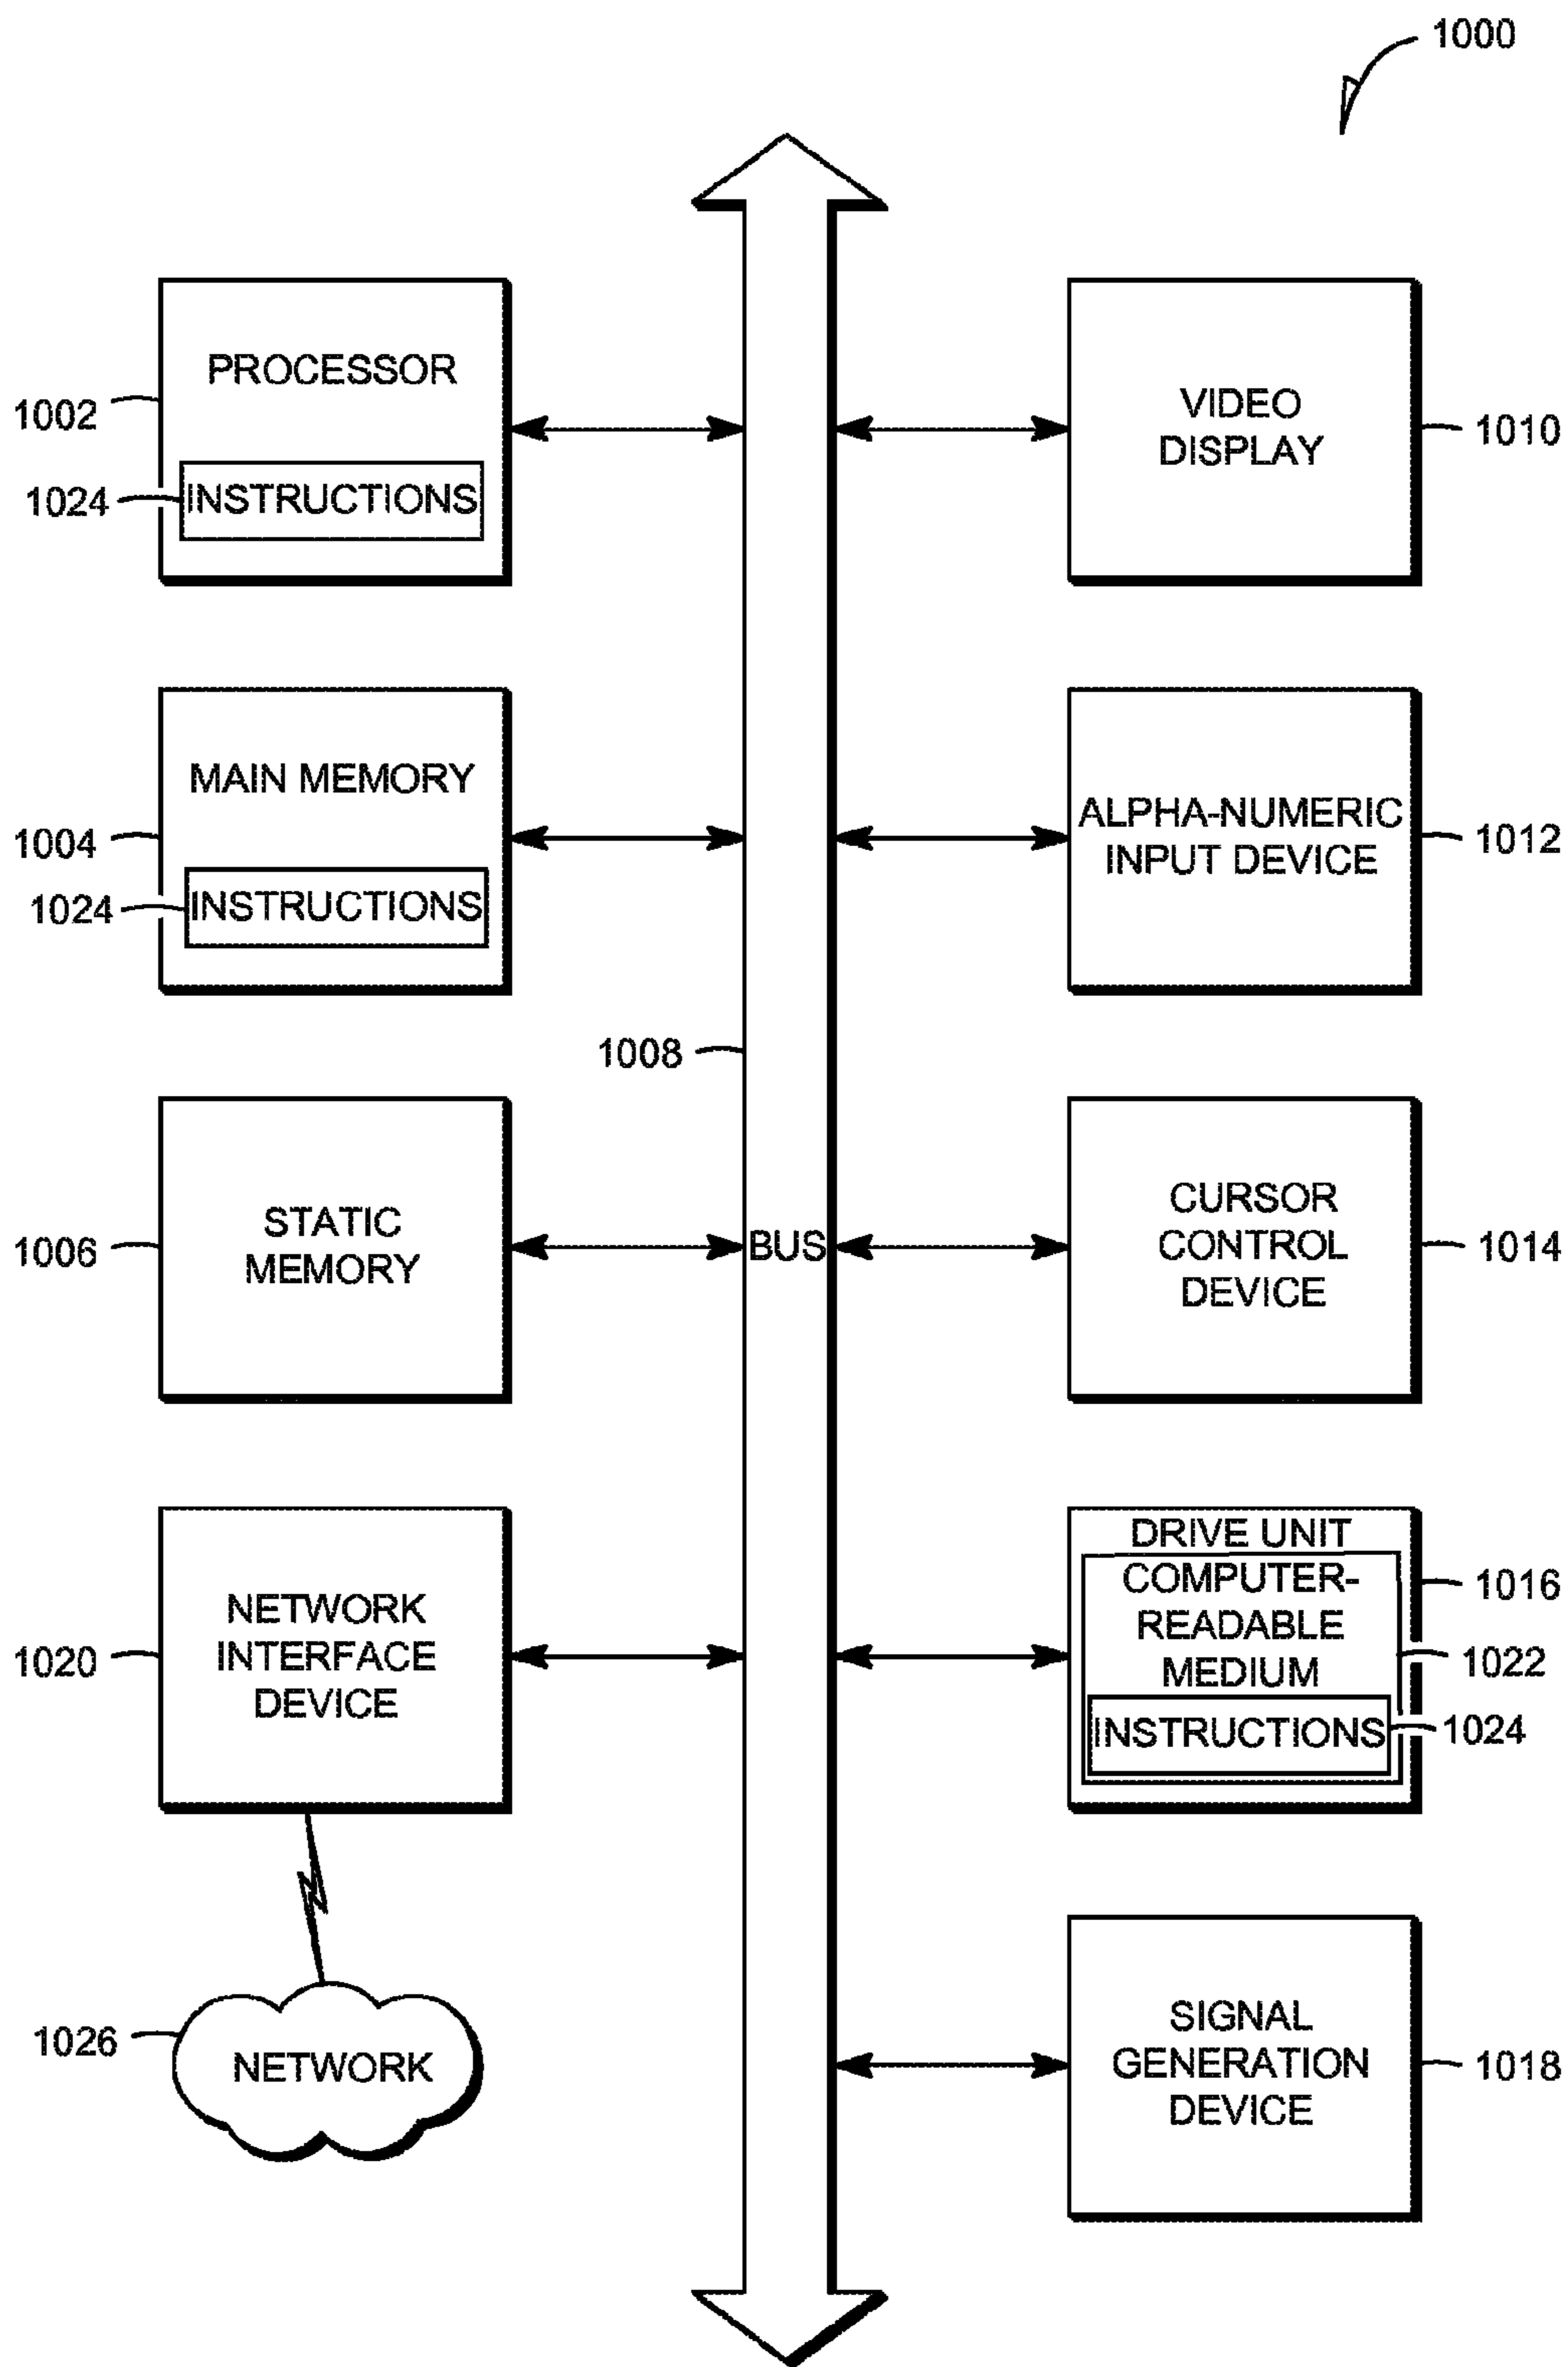 1000
PROCESSOR
1002
1024
INSTRUCTIONS
VIDEO
DISPLAY
1010
MAIN MEMORY
1004
1024
INSTRUCTIONS
ALPHA-NUMERIC
INPUT DEVICE
1012
1008
STATIC
MEMORY
1006
BUS
CURSOR
CONTROL
DEVICE
1014
NETWORK
INTERFACE
DEVICE
1020
DRIVE UNIT
COMPUTER-
READABLE
MEDIUM
INSTRUCTIONS
1016
1022
1024
1026
NETWORK
SIGNAL
GENERATION
DEVICE
1018